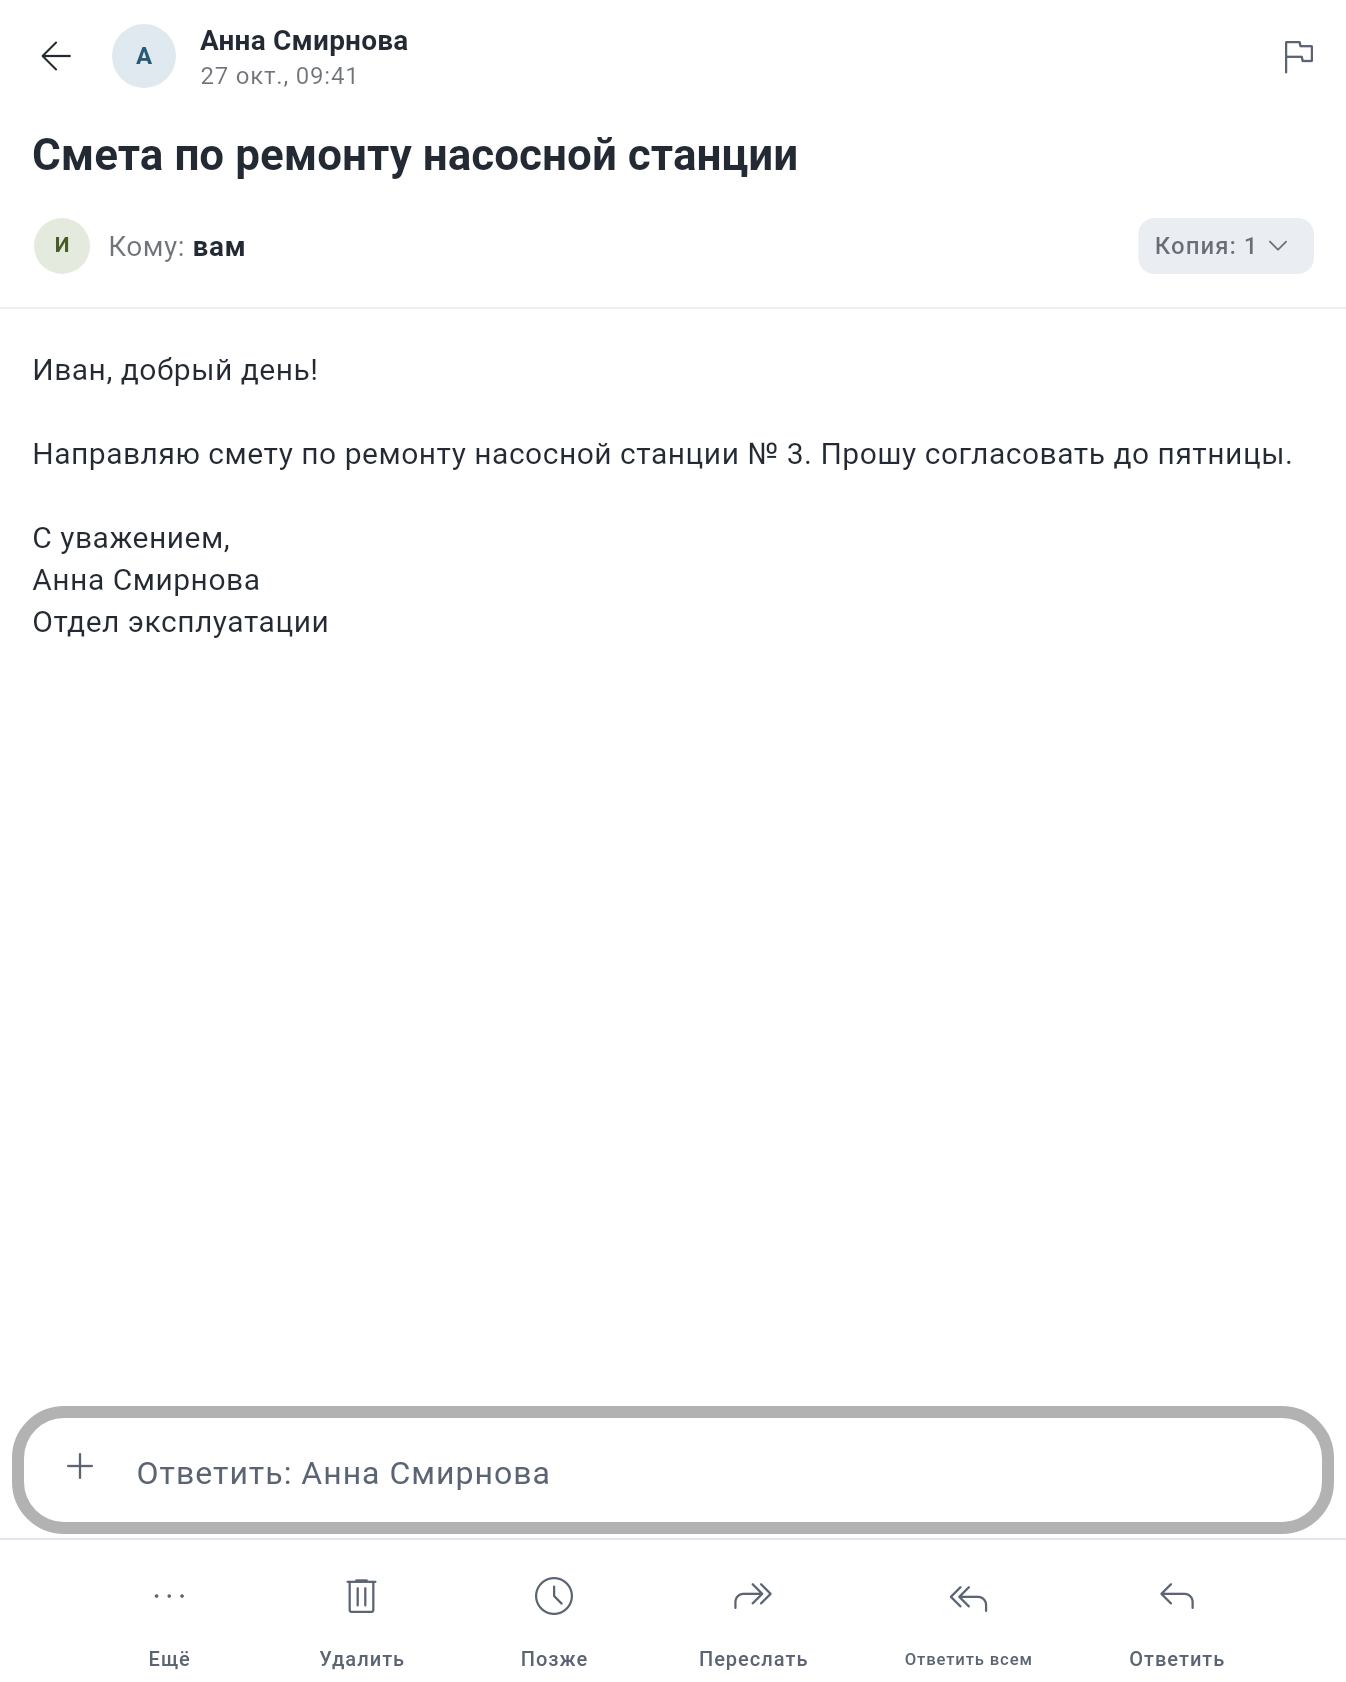 А
Анна Смирнова
27 окт., 09:41
Смета по ремонту насосной станции
И
Кому: вам
Копия: 1
Иван, добрый день!
Направляю смету по ремонту насосной станции № 3. Прошу согласовать до пятницы.
С уважением,
Анна Смирнова
Отдел эксплуатации
Ответить: Анна Смирнова
Ещё
Удалить
Позже
Переслать
Ответить всем
Ответить